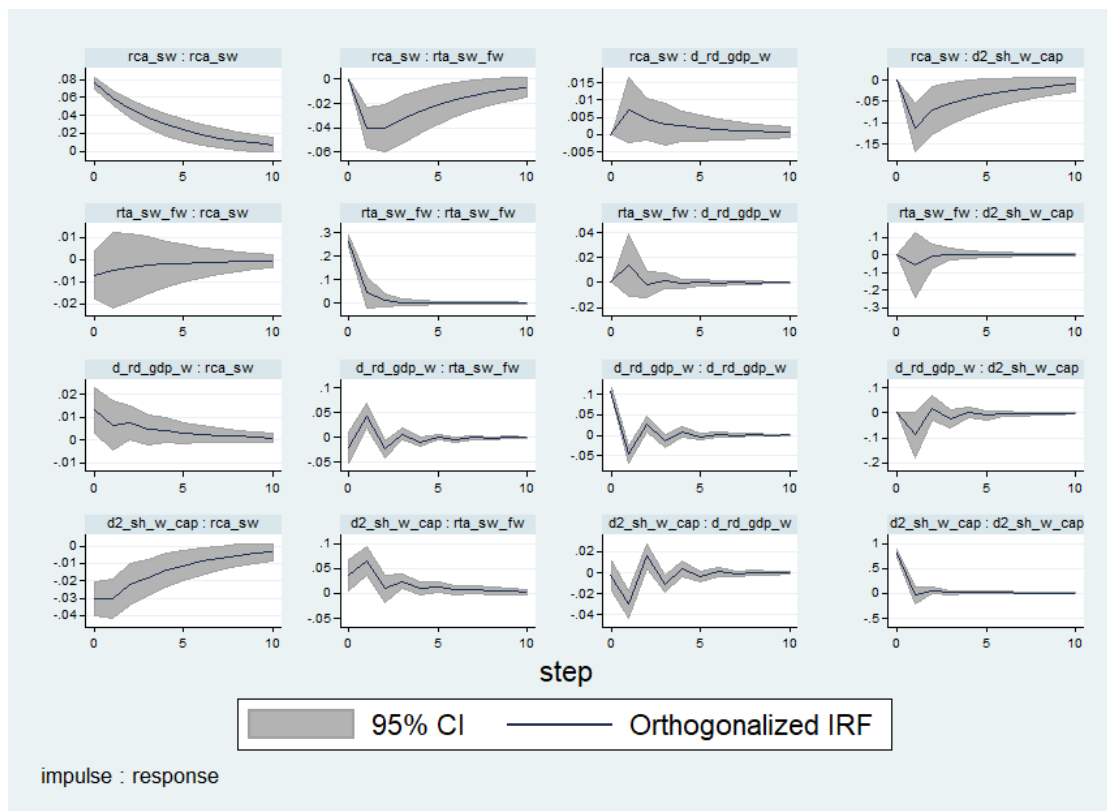 rca_sw : rca_sw
rca_sw : rta_sw_fw
rca_sw : d_rd_gdp_w
rca_sw : d2_sh_w_cap
.08
.06
.04
.02
0
0 5 10
0
-.02
-.04
-.06
0 5 10
.015
.01
.005
0
-.005
0 5 10
0
-.05
-.1
-.15
0 5 10
rta_sw_fw : rca_sw
rta_sw_fw : rta_sw_fw
rta_sw_fw : d_rd_gdp_w
rta_sw_fw : d2_sh_w_cap
.01
0
-.01
-.02
0 5 10
.3
.2
.1
0
0 5 10
.04
.02
0
-.02
0 5 10
.1
0
-.1
-.2
-.3
0 5 10
d_rd_gdp_w : rca_sw
d_rd_gdp_w : rta_sw_fw
d_rd_gdp_w : d_rd_gdp_w
d_rd_gdp_w : d2_sh_w_cap
.02
.01
0
-.01
0 5 10
.1
.05
0
-.05
0 5 10
.1
.05
0
-.05
0 5 10
.1
0
-.1
-.2
0 5 10
d2_sh_w_cap : rca_sw
d2_sh_w_cap : rta_sw_fw
d2_sh_w_cap : d_rd_gdp_w
d2_sh_w_cap : d2_sh_w_cap
0
-.01
-.02
-.03
-.04
0 5 10
.1
.05
0
-.05
0 5 10
.02
0
-.02
-.04
0 5 10
1
.5
0
-.5
0 5 10
step
95% CI
Orthogonalized IRF
impulse : response